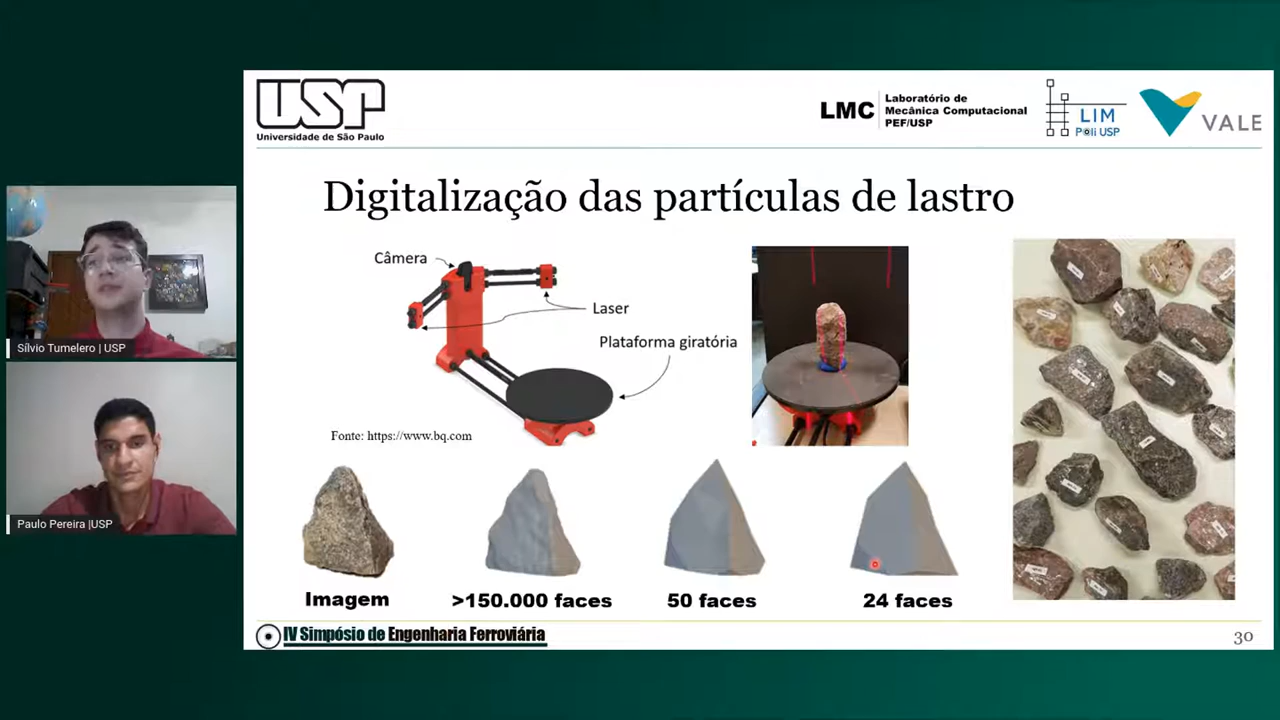 USP
Universidade de São Paulo
LMC
Laboratório de
Mecânica Computacional
PEF/USP
LIM
Poli USP
VALE
Digitalização das partículas de lastro
Câmera
Laser
Plataforma giratória
Fonte: https://www.bq.com
Imagem
>150.000 faces
50 faces
24 faces
IV Simpósio de Engenharia Ferroviária
30
Sílvio Tumelero | USP
Paulo Pereira |USP